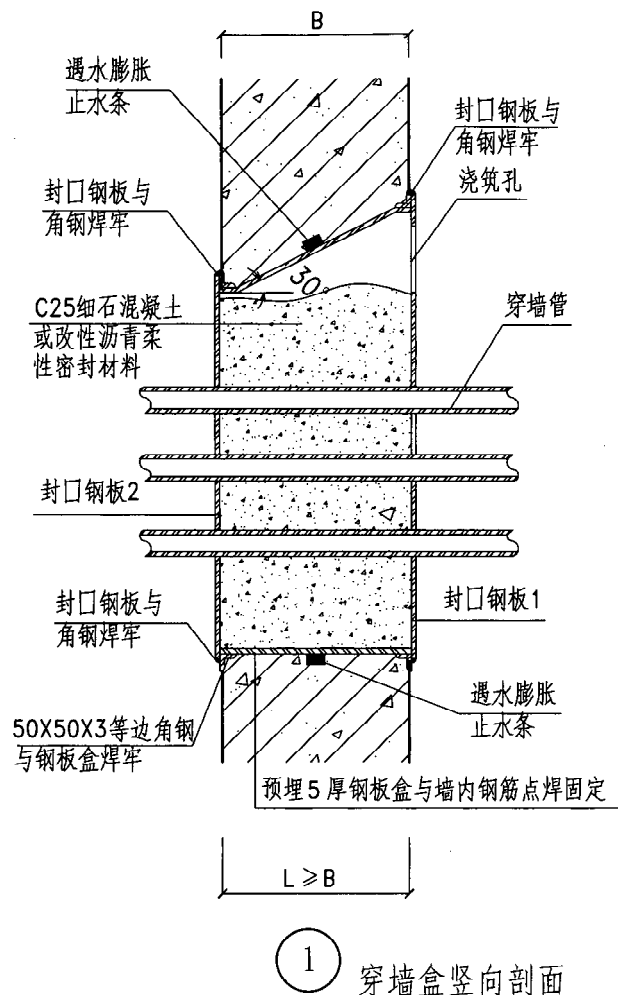 B
遇水膨胀
止水条
封口钢板与
角钢焊牢
浇筑孔
封口钢板与
角钢焊牢
30°
C25细石混凝土
或改性沥青柔
性密封材料
穿墙管
封口钢板2
封口钢板与
角钢焊牢
封口钢板1
遇水膨胀
止水条
50X50X3等边角钢
与钢板盒焊牢
预埋5厚钢板盒与墙内钢筋点焊固定
L≥B
1 穿墙盒竖向剖面